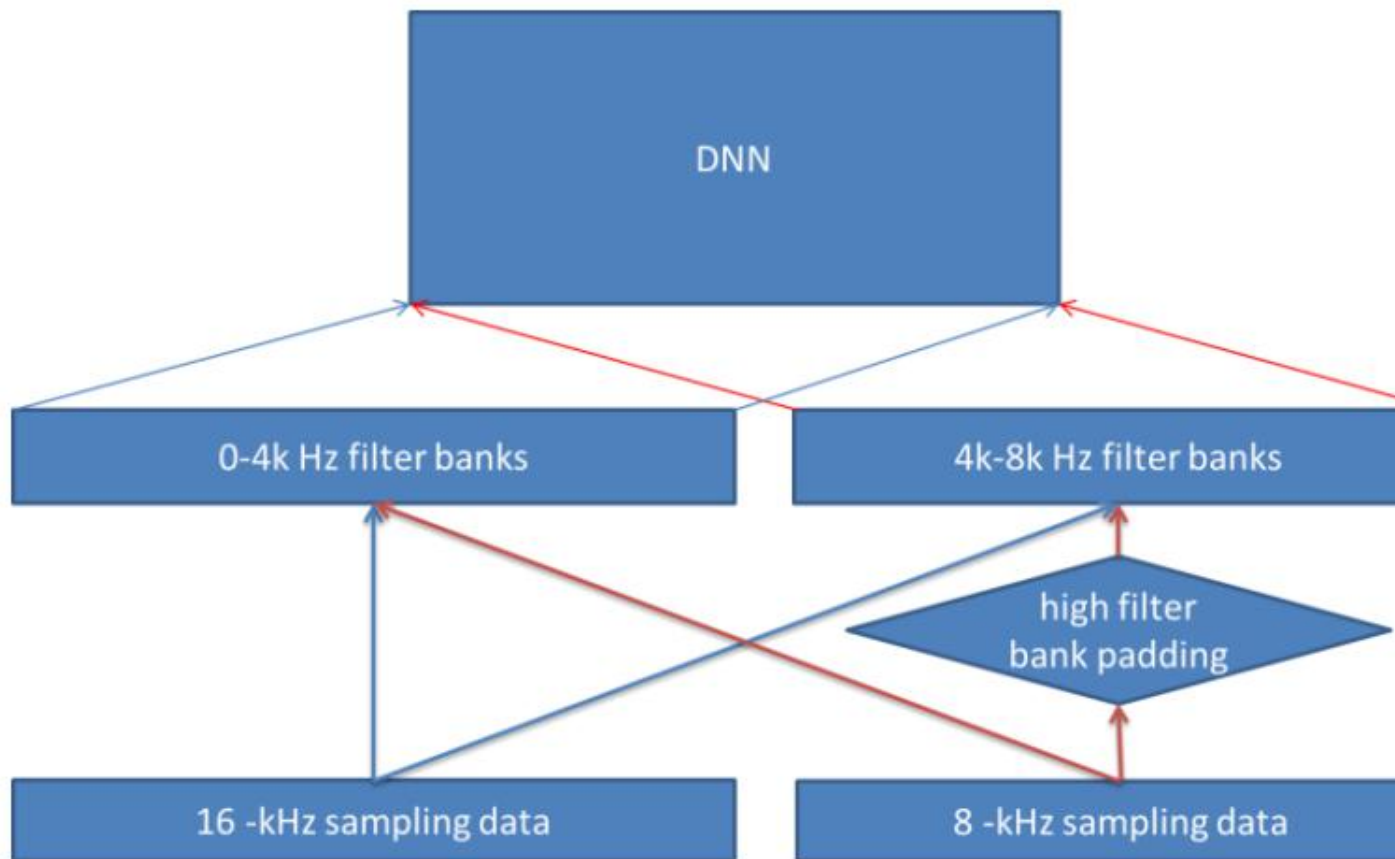 DNN
0-4k Hz filter banks
4k-8k Hz filter banks
high filter
bank padding
16 -kHz sampling data
8 -kHz sampling data